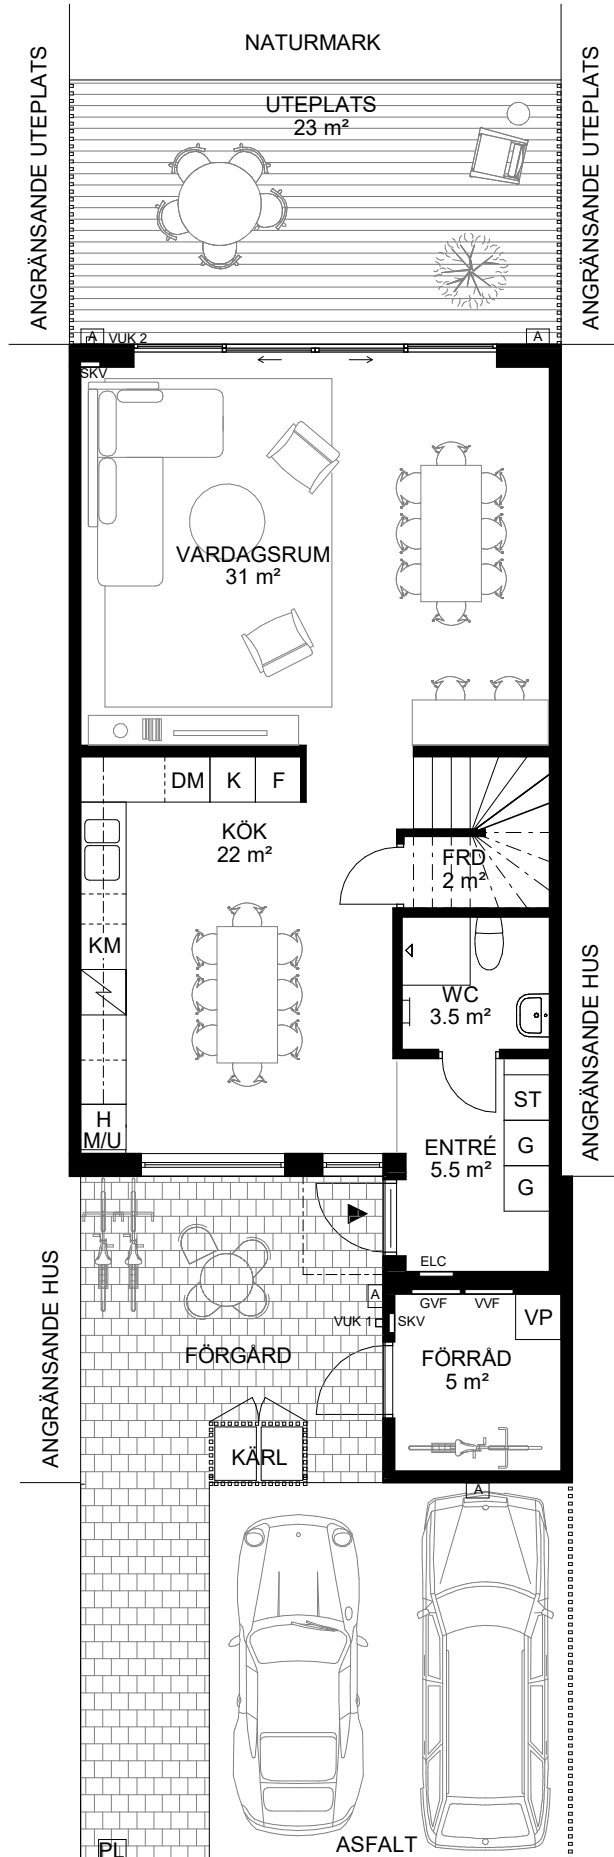 NATURMARK
ANGRÄNSANDE UTEPLATS
ANGRÄNSANDE UTEPLATS
UTEPLATS
23 m²
A
VUK 2
A
SKV
VARDAGSRUM
31 m²
DM
K
F
KÖK
22 m²
FRD
2 m²
KM
WC
3.5 m²
ANGRÄNSANDE HUS
ST
H
M/U
ENTRÉ
5.5 m²
G
G
ELC
ANGRÄNSANDE HUS
A
GVF
VVF
VP
VUK 1
SKV
FÖRGÅRD
FÖRRÅD
5 m²
KÄRL
A
ASFALT
PL